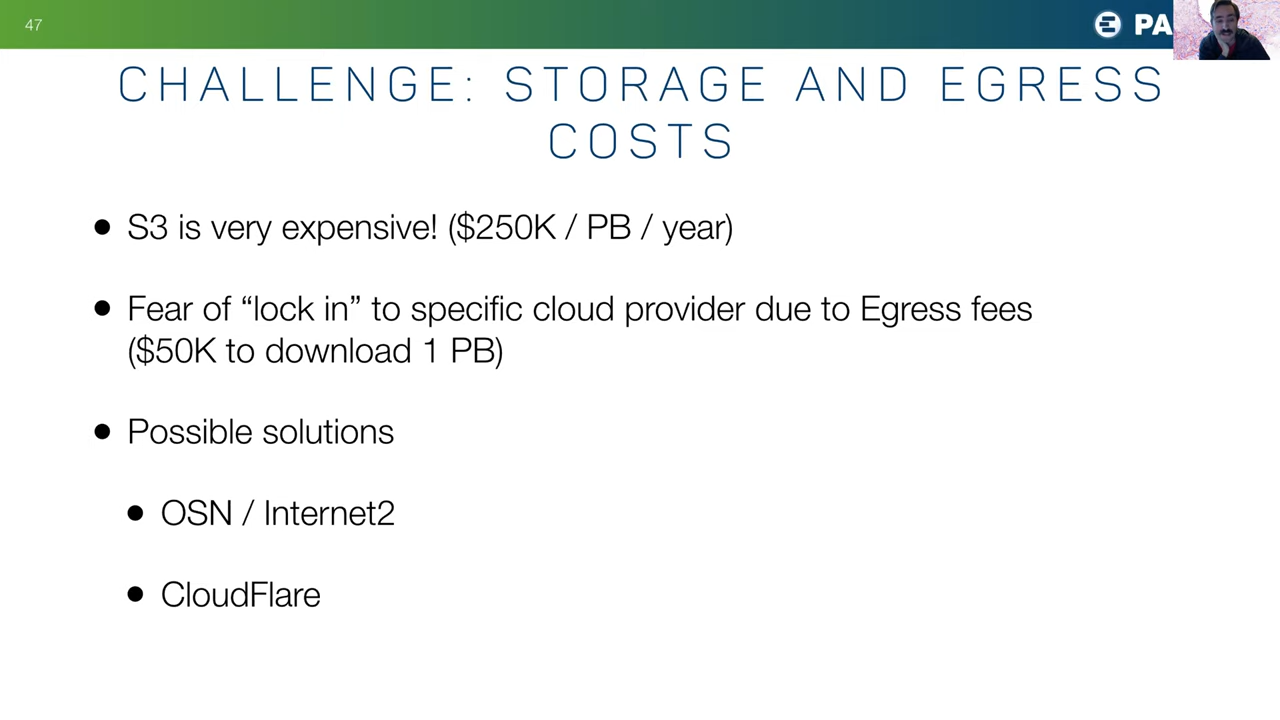 47
PA
CHALLENGE: STORAGE AND EGRESS
COSTS
• S3 is very expensive! ($250K / PB / year)
• Fear of “lock in” to specific cloud provider due to Egress fees
($50K to download 1 PB)
• Possible solutions
• OSN / Internet2
• CloudFlare